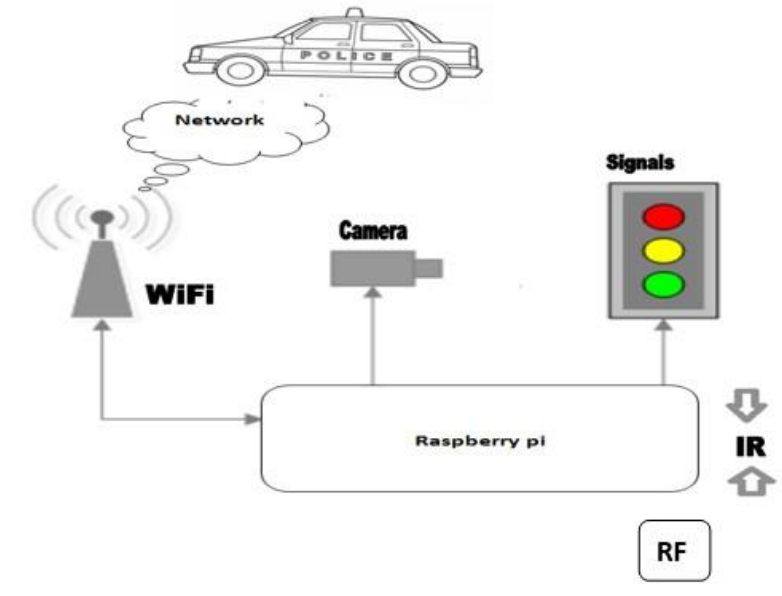 POLICE
Network
Signals
Camera
WiFi
Raspberry pi
IR
RF